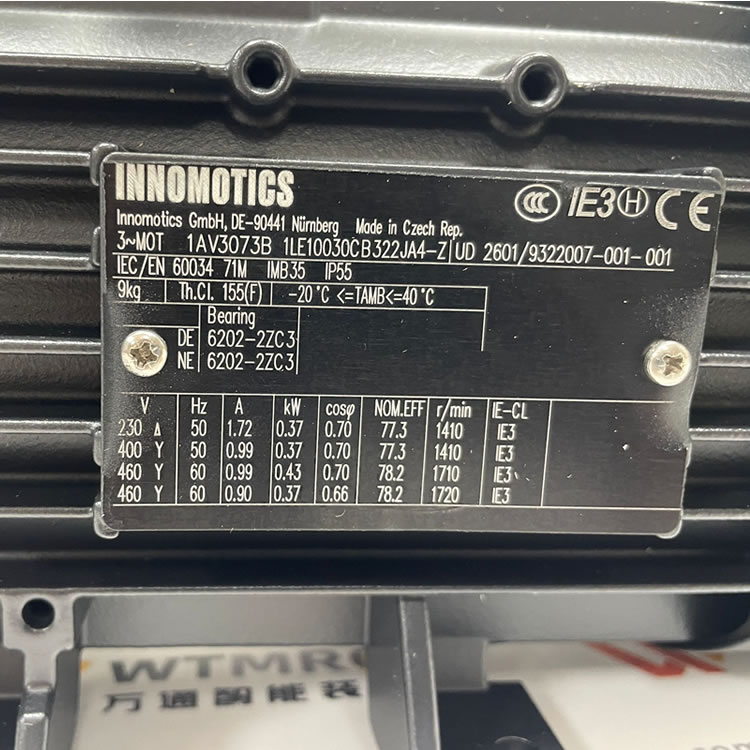 INNOMOTICS
CCC IE3 H CE
Innomotics GmbH, DE-90441 Nürnberg Made in Czech Rep.
3~MOT 1AV3073B 1LE10030CB322JA4-Z UD 2601/9322007-001-001
IEC/EN 60034 71M IMB35 IP55
9kg Th.Cl. 155(F) -20°C <=TAMB<=40°C
Bearing
DE 6202-2ZC3
NE 6202-2ZC3
V Hz A kW cosφ NOM.EFF r/min IE-CL
230 Δ 50 1.72 0.37 0.70 77.3 1410 IE3
400 Y 50 0.99 0.37 0.70 77.3 1410 IE3
460 Y 60 0.99 0.43 0.70 78.2 1710 IE3
460 Y 60 0.90 0.37 0.66 78.2 1720 IE3
WTMR
万通智能装